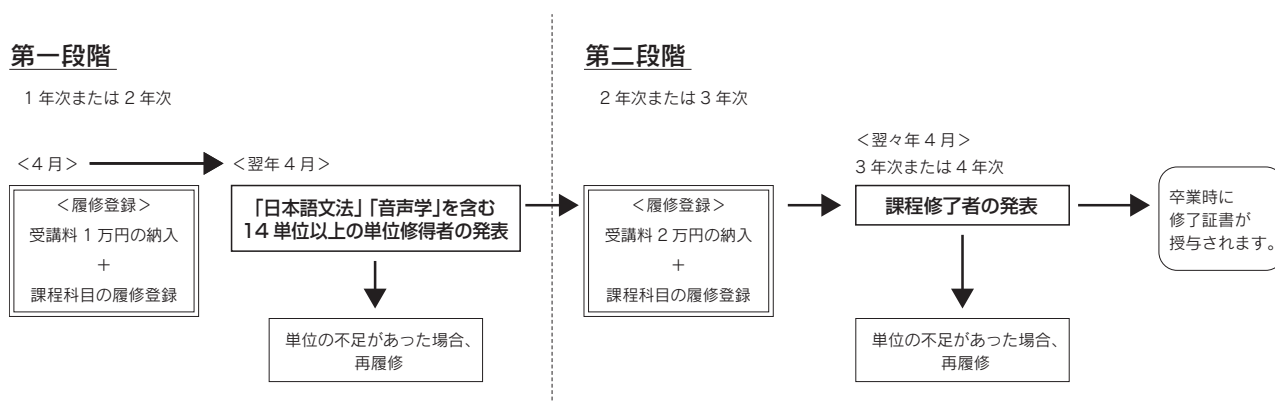 第一段階
1 年次または 2 年次
＜4 月＞
＜翌年 4 月＞
＜履修登録＞
受講料 1 万円の納入
+
課程科目の履修登録
「日本語文法」「音声学」を含む
14 単位以上の単位修得者の発表
単位の不足があった場合、
再履修
第二段階
2 年次または 3 年次
＜履修登録＞
受講料 2 万円の納入
+
課程科目の履修登録
＜翌々年 4 月＞
3 年次または 4 年次
課程修了者の発表
単位の不足があった場合、
再履修
卒業時に
修了証書が
授与されます。